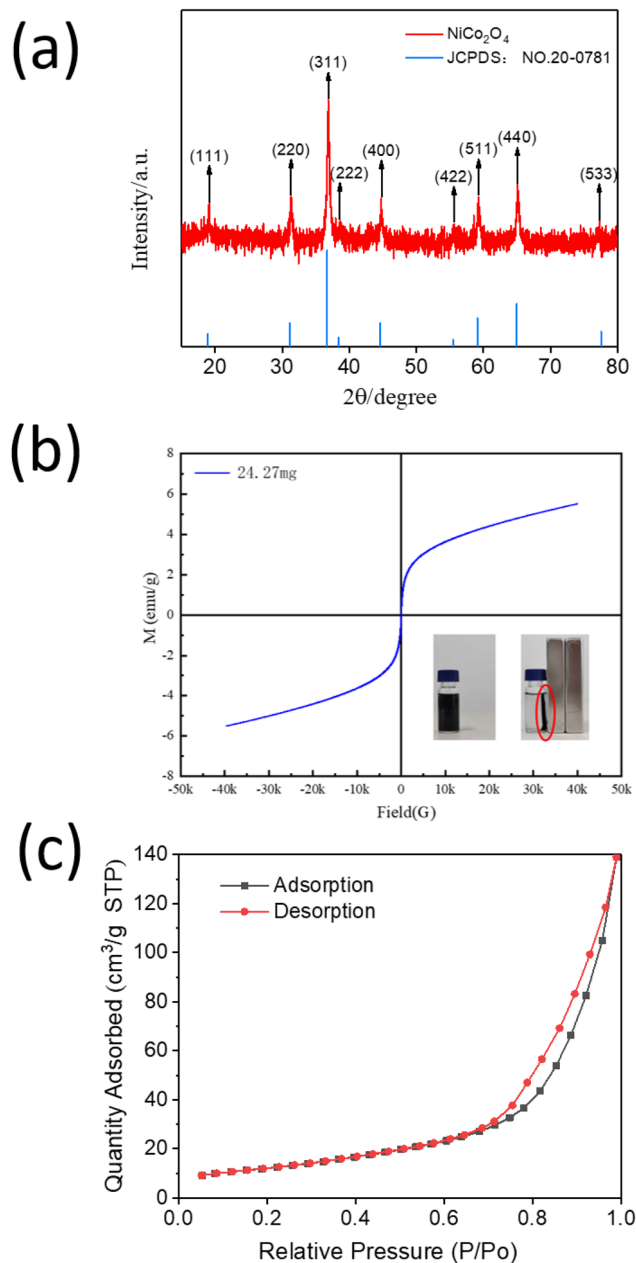 (a)
NiCo₂O₄
JCPDS： NO.20-0781
(311)
(111)
(220)
(222)
(400)
(422)
(511)
(440)
(533)
Intensity/a.u.
20 30 40 50 60 70 80
2θ/degree
(b)
24.27mg
8
6
4
2
0
-2
-4
-6
-8
M (emu/g)
-50k -40k -30k -20k -10k 0 10k 20k 30k 40k 50k
Field(G)
(c)
Adsorption
Desorption
140
120
100
80
60
40
20
0
Quantity Adsorbed (cm³/g STP)
0.0 0.2 0.4 0.6 0.8 1.0
Relative Pressure (P/Po)